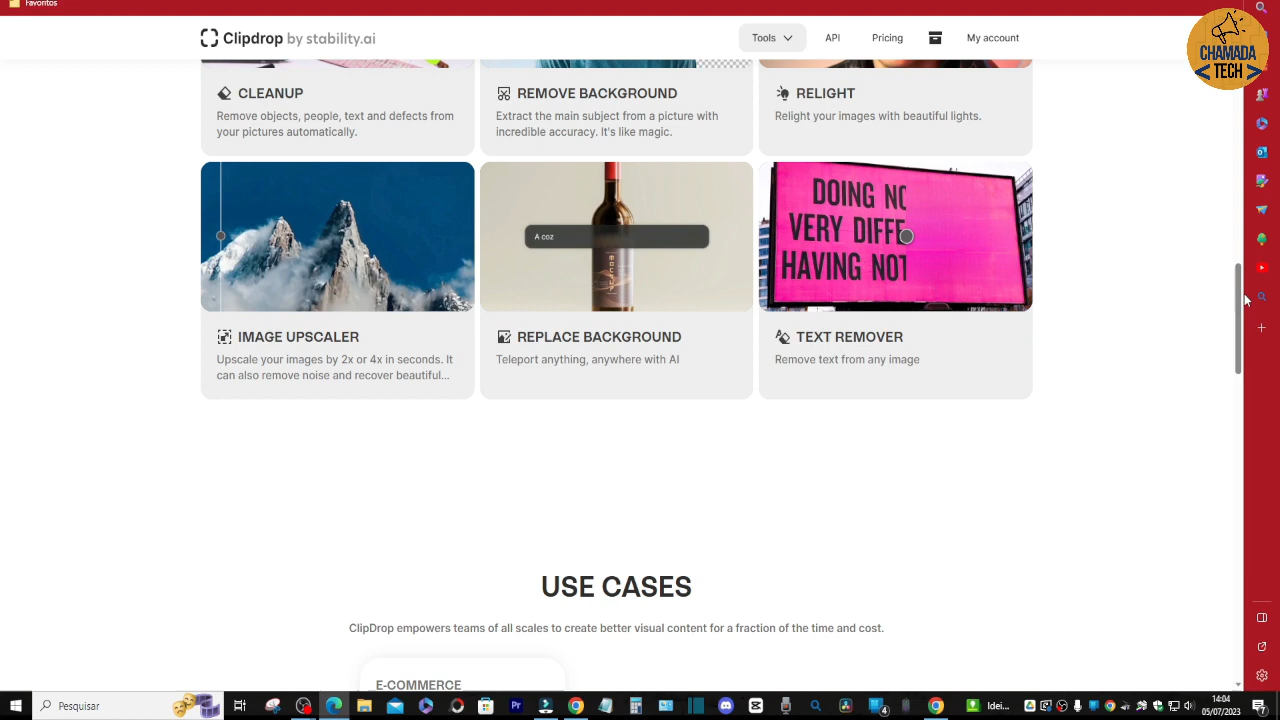 Favoritos
Clipdrop by stability.ai
Tools
API
Pricing
My account
CHAMADA
< TECH >
CLEANUP
Remove objects, people, text and defects from
your pictures automatically.
REMOVE BACKGROUND
Extract the main subject from a picture with
incredible accuracy. It's like magic.
RELIGHT
Relight your images with beautiful lights.
A coz
DOING NO
VERY DIFFE
HAVING NOT
IMAGE UPSCALER
Upscale your images by 2x or 4x in seconds. It
can also remove noise and recover beautiful...
REPLACE BACKGROUND
Teleport anything, anywhere with AI
TEXT REMOVER
Remove text from any image
USE CASES
ClipDrop empowers teams of all scales to create better visual content for a fraction of the time and cost.
E-COMMERCE
Pesquisar
4
Idei...
14:04
05/07/2023